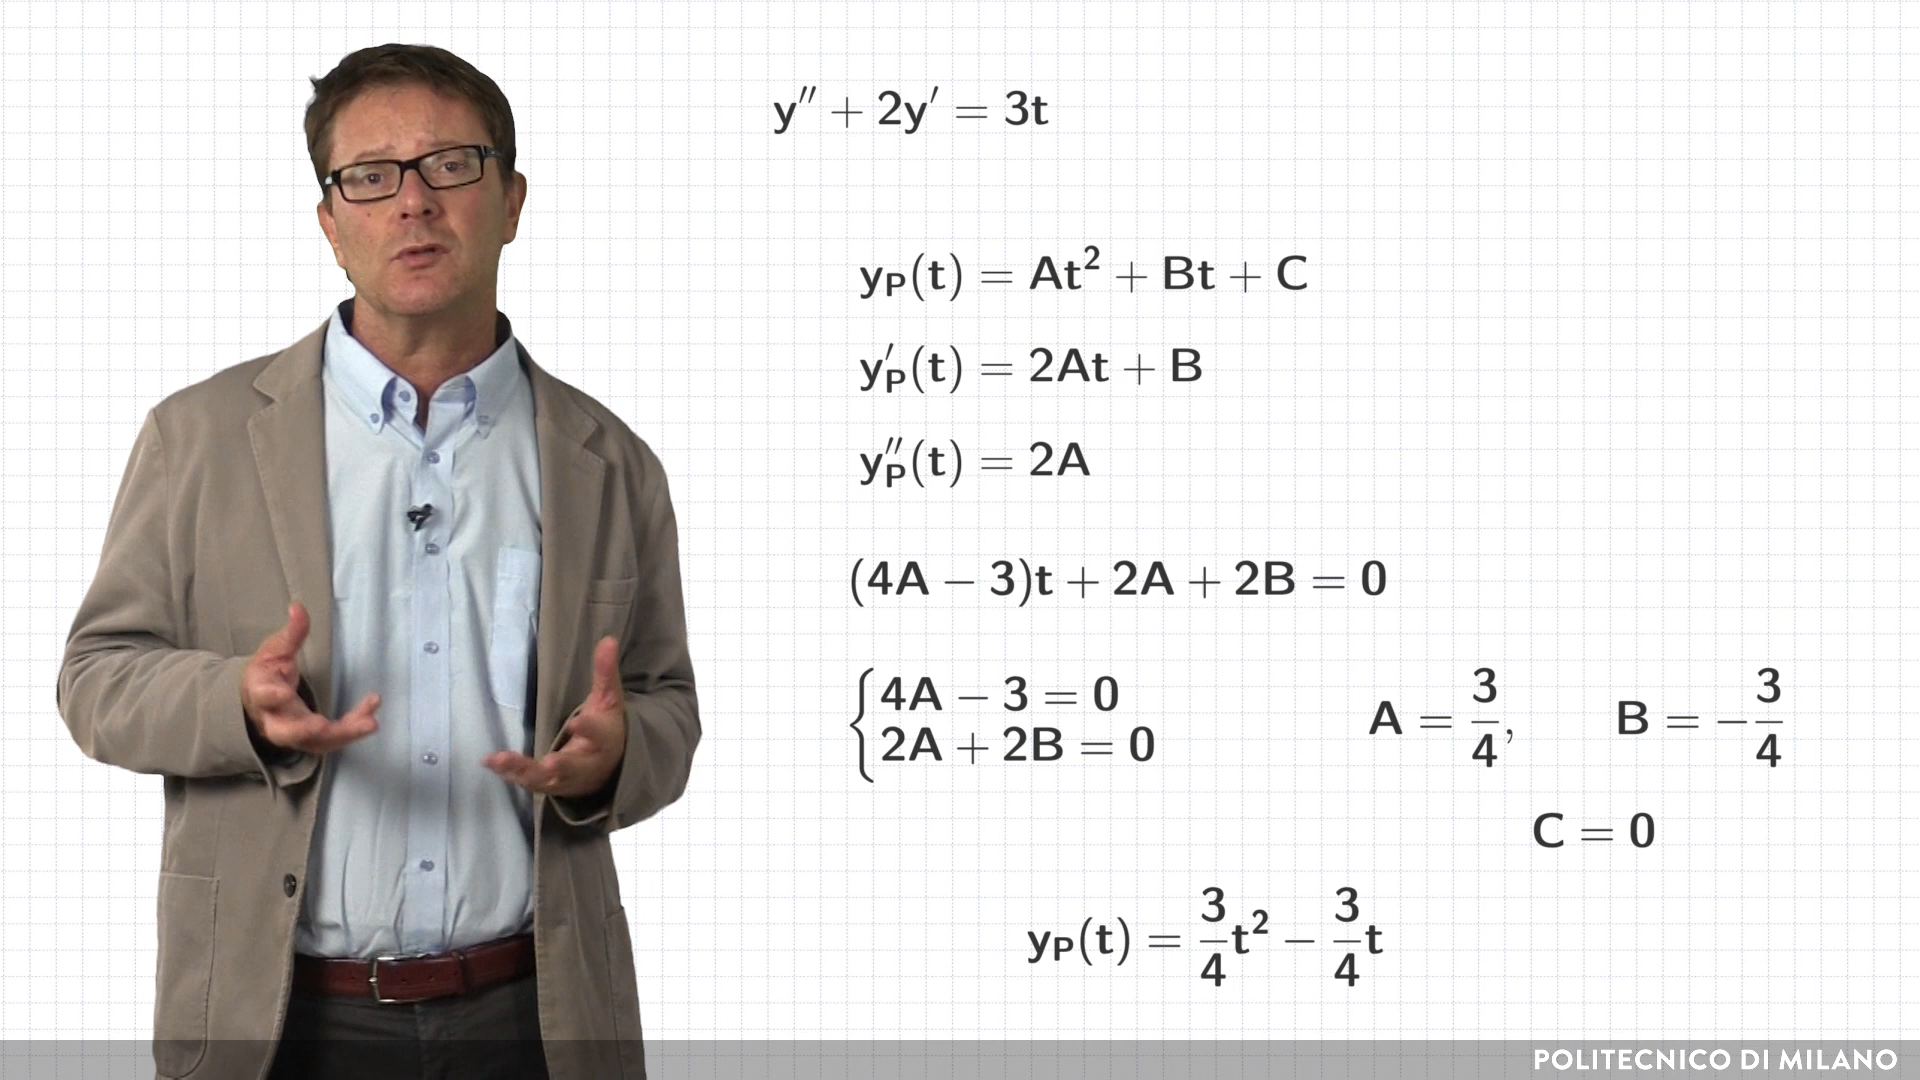 y″ + 2y′ = 3t
y_P(t) = At² + Bt + C
y′_P(t) = 2At + B
y″_P(t) = 2A
(4A − 3)t + 2A + 2B = 0
{ 4A − 3 = 0
2A + 2B = 0
A = 3/4, B = −3/4
C = 0
y_P(t) = 3/4 t² − 3/4 t
POLITECNICO DI MILANO